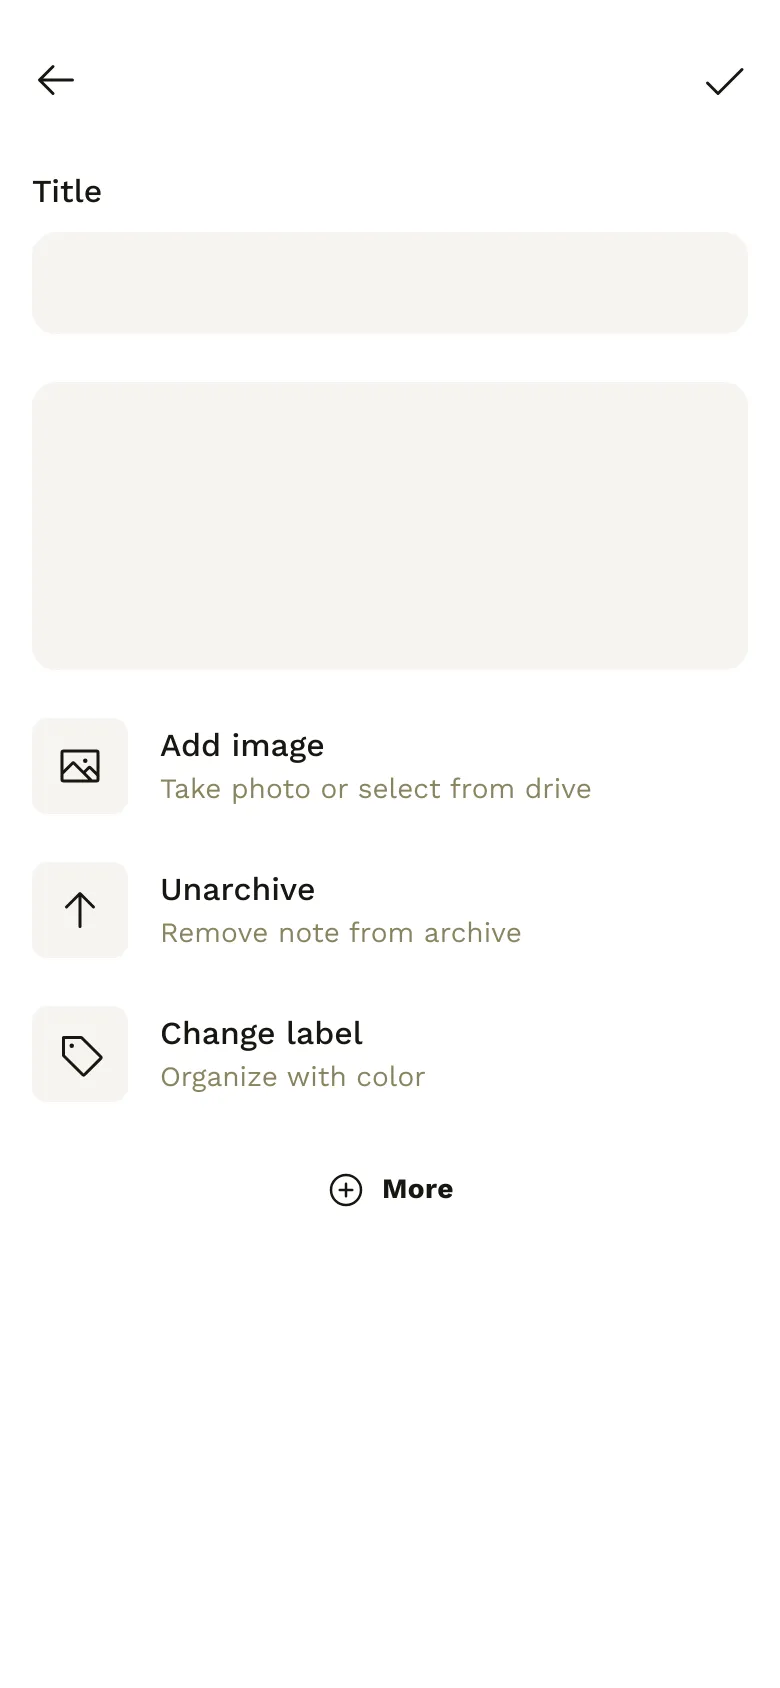 Title
Add image
Take photo or select from drive
Unarchive
Remove note from archive
Change label
Organize with color
More